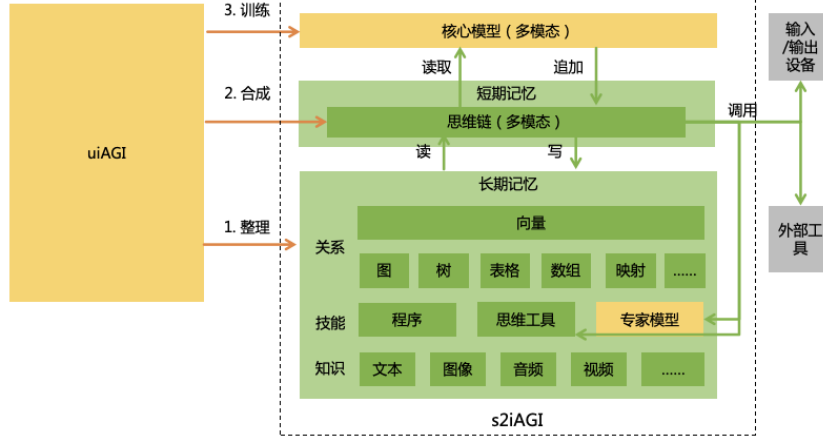 3. 训练
核心模型（多模态）
输入
/输出
设备
读取
追加
2. 合成
短期记忆
思维链（多模态）
调用
uiAGI
读
写
长期记忆
1. 整理
向量
关系
外部工
具
图
树
表格
数组
映射
......
技能
程序
思维工具
专家模型
知识
文本
图像
音频
视频
......
s2iAGI